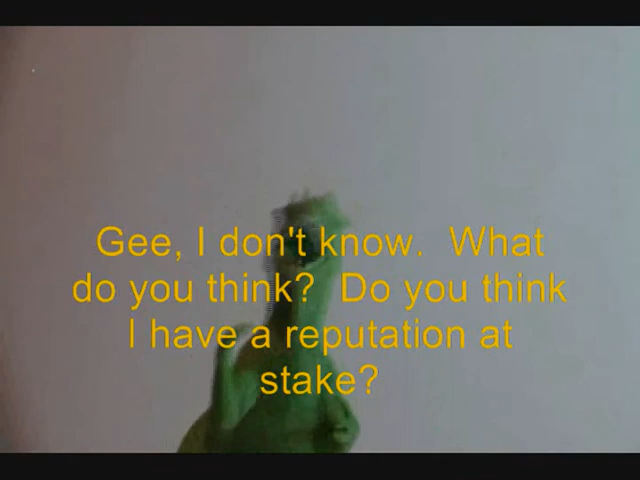 Gee, I don't know.  What
do you think?  Do you think
I have a reputation at
stake?